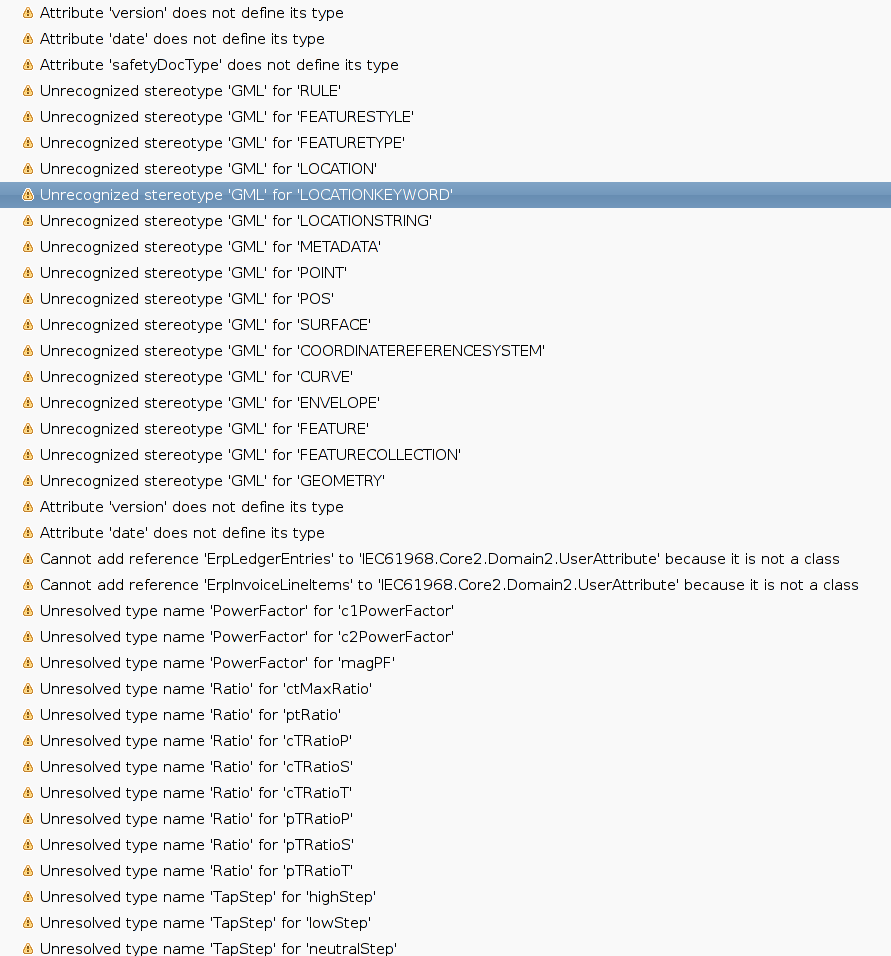 Attribute 'version' does not define its type
Attribute 'date' does not define its type
Attribute 'safetyDocType' does not define its type
Unrecognized stereotype 'GML' for 'RULE'
Unrecognized stereotype 'GML' for 'FEATURESTYLE'
Unrecognized stereotype 'GML' for 'FEATURETYPE'
Unrecognized stereotype 'GML' for 'LOCATION'
Unrecognized stereotype 'GML' for 'LOCATIONKEYWORD'
Unrecognized stereotype 'GML' for 'LOCATIONSTRING'
Unrecognized stereotype 'GML' for 'METADATA'
Unrecognized stereotype 'GML' for 'POINT'
Unrecognized stereotype 'GML' for 'POS'
Unrecognized stereotype 'GML' for 'SURFACE'
Unrecognized stereotype 'GML' for 'COORDINATEREFERENCESYSTEM'
Unrecognized stereotype 'GML' for 'CURVE'
Unrecognized stereotype 'GML' for 'ENVELOPE'
Unrecognized stereotype 'GML' for 'FEATURE'
Unrecognized stereotype 'GML' for 'FEATURECOLLECTION'
Unrecognized stereotype 'GML' for 'GEOMETRY'
Attribute 'version' does not define its type
Attribute 'date' does not define its type
Cannot add reference 'ErpLedgerEntries' to 'IEC61968.Core2.Domain2.UserAttribute' because it is not a class
Cannot add reference 'ErpInvoiceLineItems' to 'IEC61968.Core2.Domain2.UserAttribute' because it is not a class
Unresolved type name 'PowerFactor' for 'c1PowerFactor'
Unresolved type name 'PowerFactor' for 'c2PowerFactor'
Unresolved type name 'PowerFactor' for 'magPF'
Unresolved type name 'Ratio' for 'ctMaxRatio'
Unresolved type name 'Ratio' for 'ptRatio'
Unresolved type name 'Ratio' for 'cTRatioP'
Unresolved type name 'Ratio' for 'cTRatioS'
Unresolved type name 'Ratio' for 'cTRatioT'
Unresolved type name 'Ratio' for 'pTRatioP'
Unresolved type name 'Ratio' for 'pTRatioS'
Unresolved type name 'Ratio' for 'pTRatioT'
Unresolved type name 'TapStep' for 'highStep'
Unresolved type name 'TapStep' for 'lowStep'
Unresolved type name 'TapStep' for 'neutralStep'